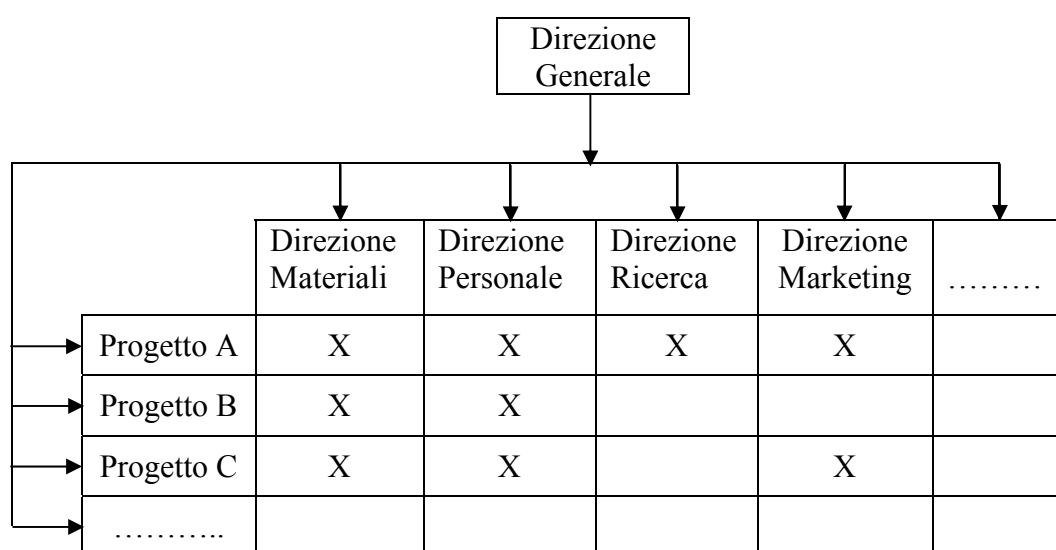 Direzione
Generale
Direzione Direzione Direzione Direzione
Materiali Personale Ricerca Marketing ………
Progetto A X X X X
Progetto B X X
Progetto C X X X
………..